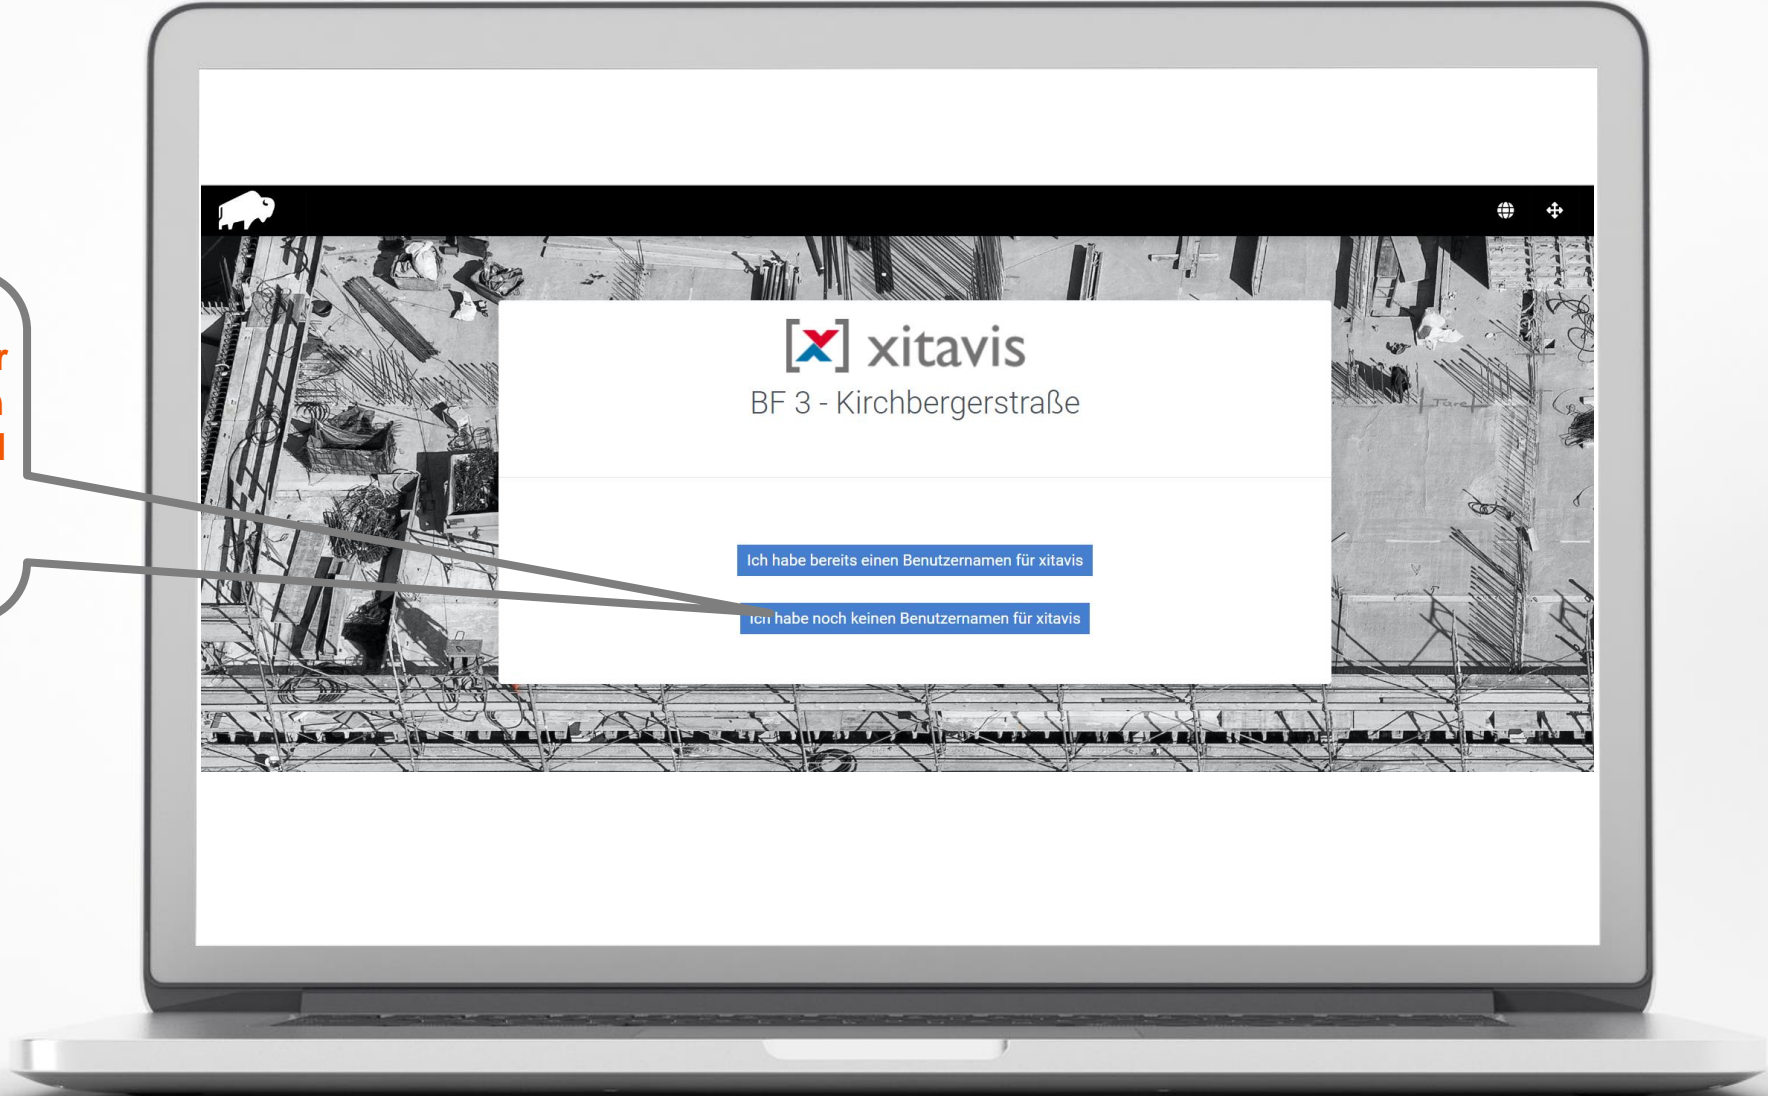 xitavis
BF 3 - Kirchbergerstraße
Ich habe bereits einen Benutzernamen für xitavis
Ich habe noch keinen Benutzernamen für xitavis